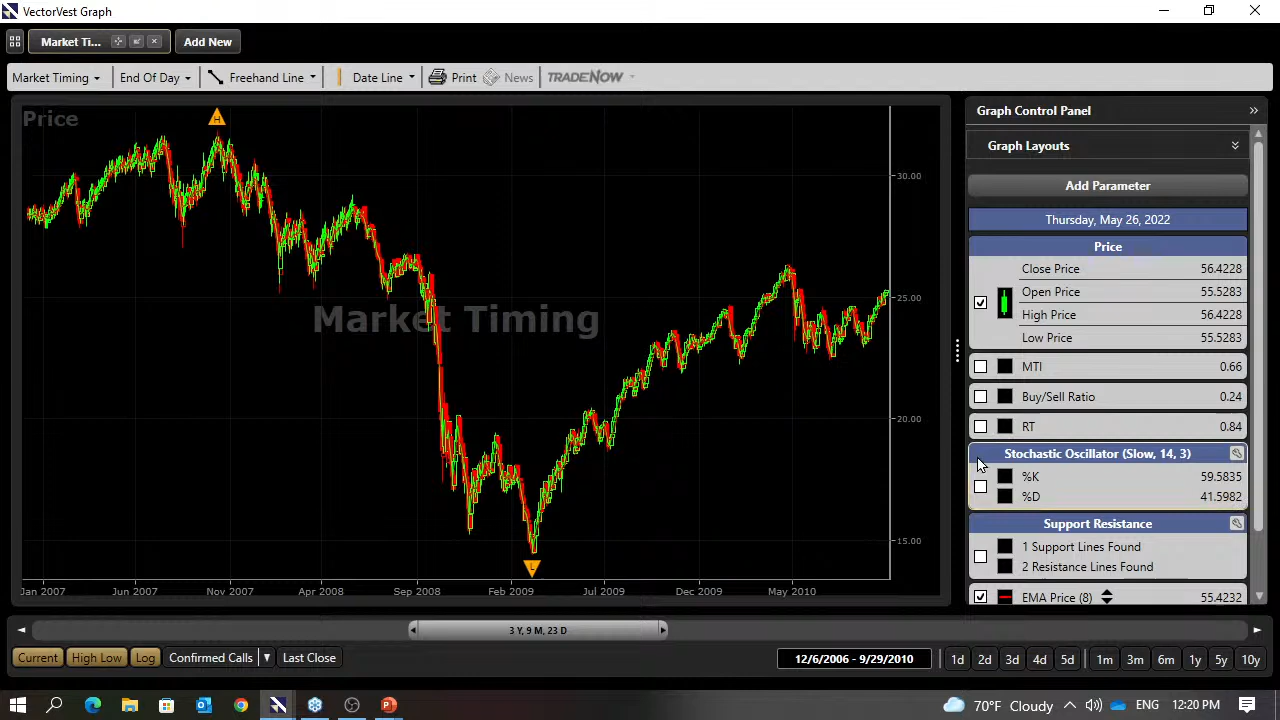 VectorVest Graph
Market Ti... Add New
Market Timing End Of Day Freehand Line Date Line Print News TRADENOW
Price
H
30.00
25.00
20.00
15.00
Market Timing
L
Jan 2007 Jun 2007 Nov 2007 Apr 2008 Sep 2008 Feb 2009 Jul 2009 Dec 2009 May 2010
Graph Control Panel
Graph Layouts
Add Parameter
Thursday, May 26, 2022
Price
Close Price 56.4228
Open Price 55.5283
High Price 56.4228
Low Price 55.5283
MTI 0.66
Buy/Sell Ratio 0.24
RT 0.84
Stochastic Oscillator (Slow, 14, 3)
%K 59.5835
%D 41.5982
Support Resistance
1 Support Lines Found
2 Resistance Lines Found
EMA Price (8) 55.4232
3 Y, 9 M, 23 D
Current High Low Log Confirmed Calls Last Close 12/6/2006 - 9/29/2010 1d 2d 3d 4d 5d 1m 3m 6m 1y 5y 10y
70°F Cloudy ENG 12:20 PM